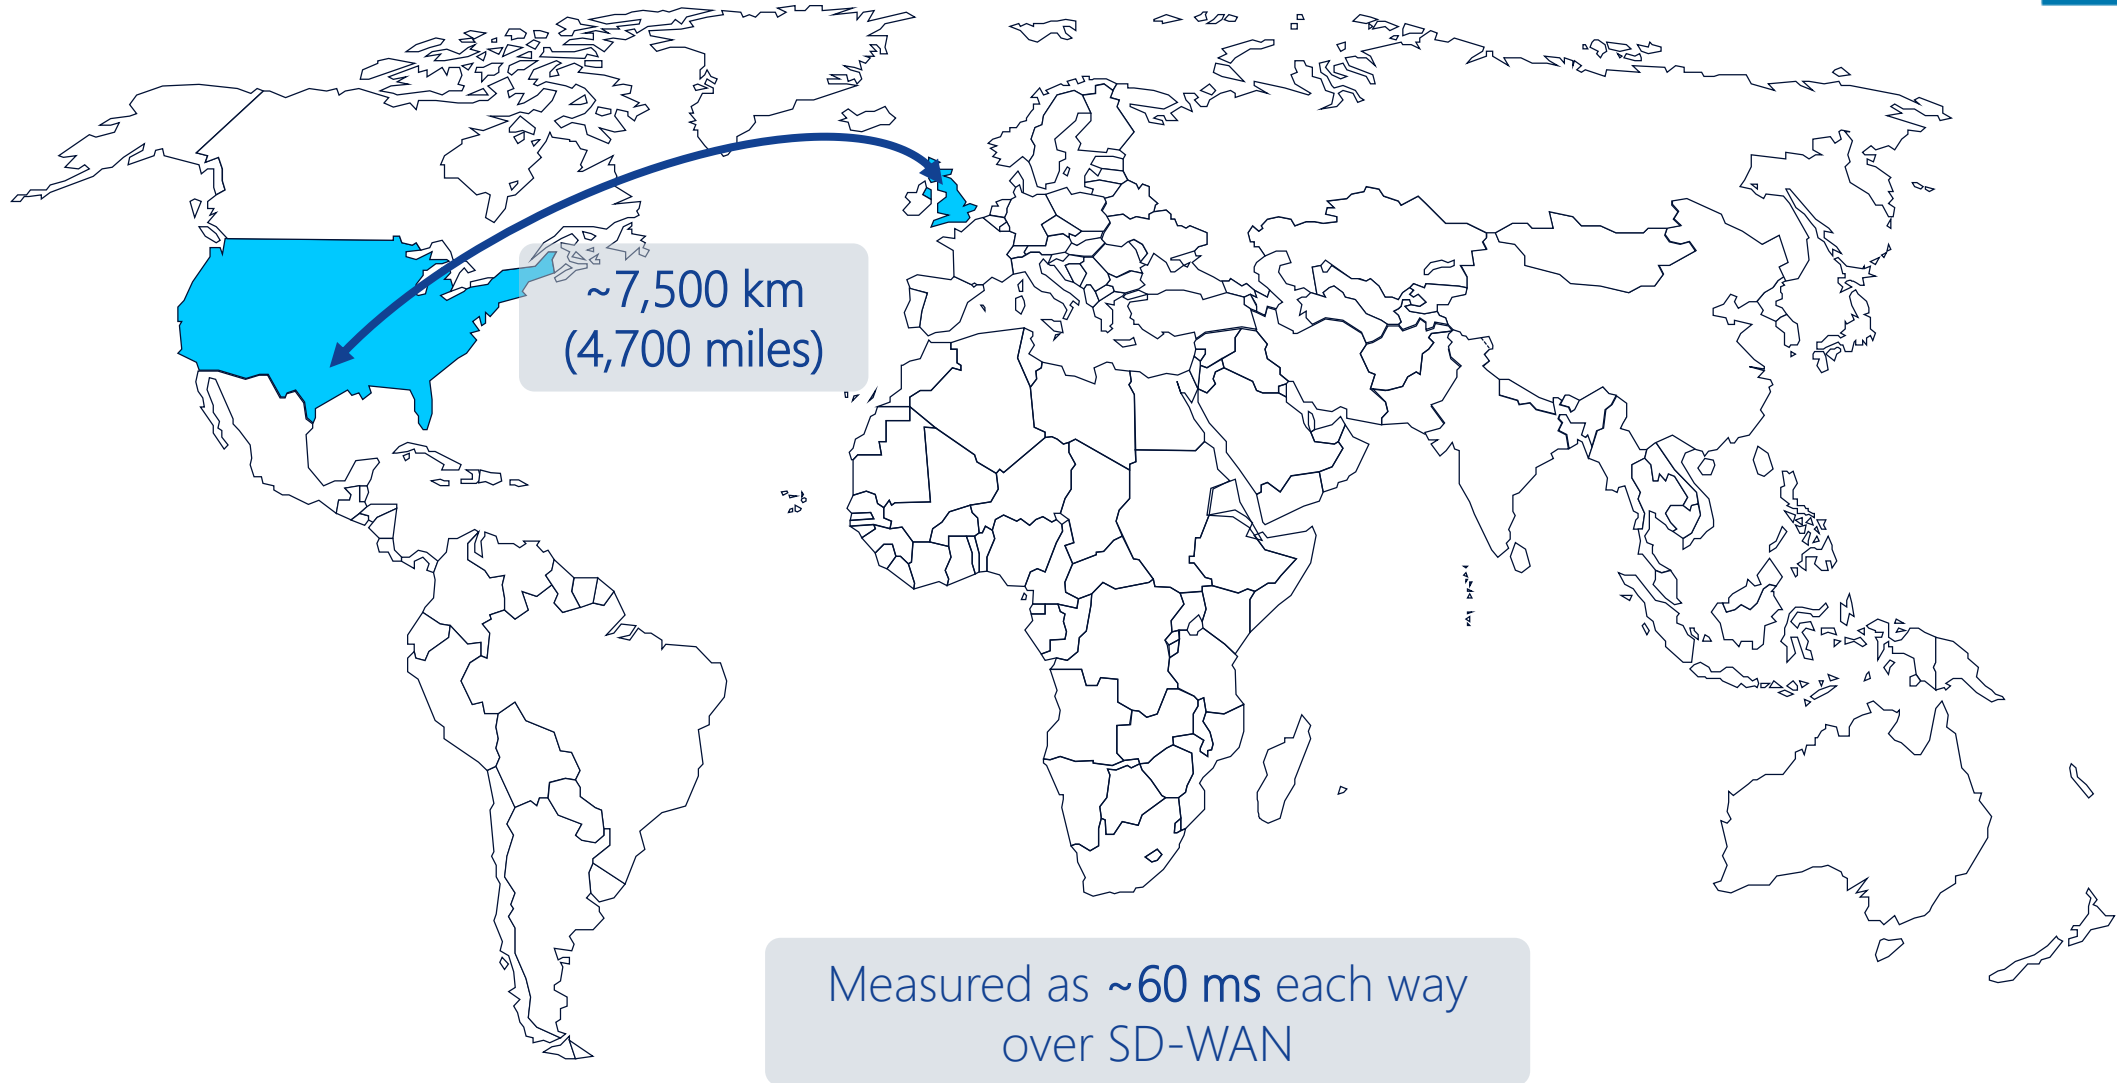 ~7,500 km
(4,700 miles)
Measured as ~60 ms each way
over SD-WAN